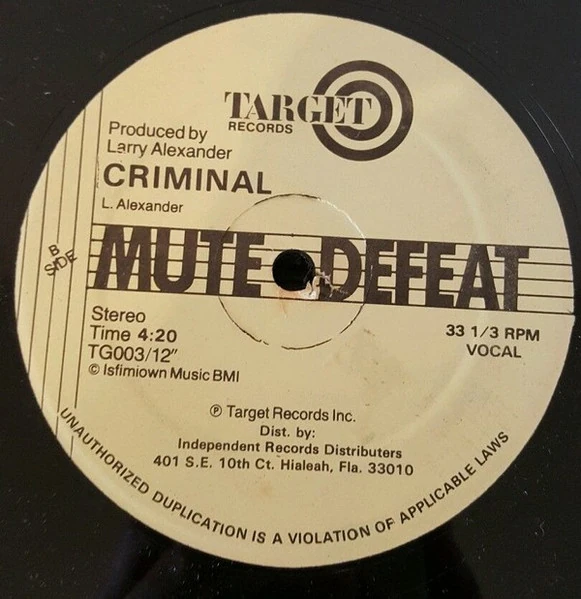 TARGET
RECORDS
Produced by
Larry Alexander
CRIMINAL
L. Alexander
B
SIDE
MUTE DEFEAT
Stereo
Time 4:20
TG003/12"
© Isfimiown Music BMI
33 1/3 RPM
VOCAL
℗ Target Records Inc.
Dist. by:
Independent Records Distributers
401 S.E. 10th Ct. Hialeah, Fla. 33010
UNAUTHORIZED DUPLICATION IS A VIOLATION OF APPLICABLE LAWS